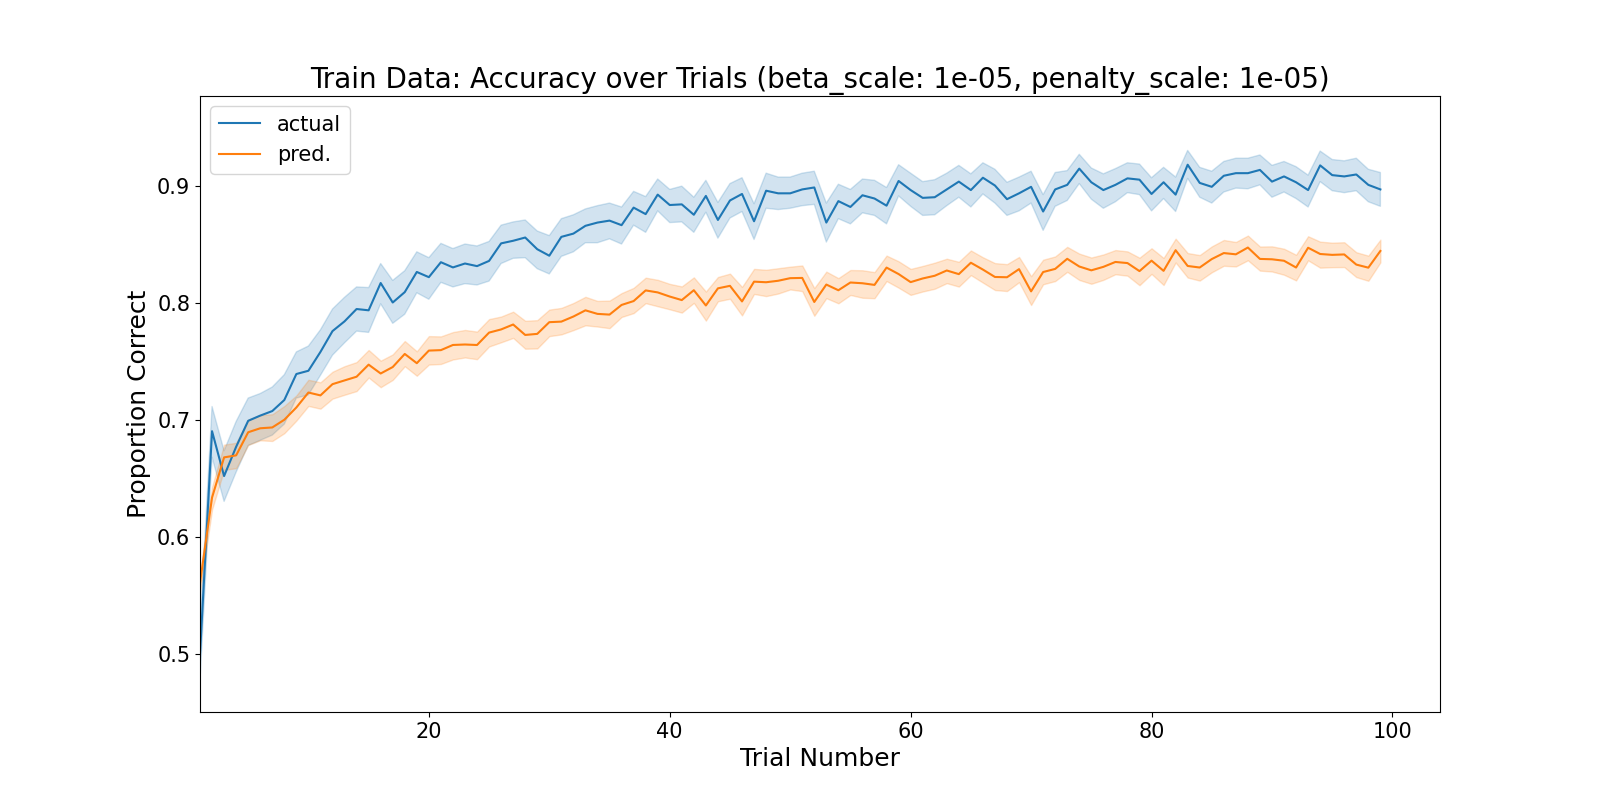 Train Data: Accuracy over Trials (beta_scale: 1e-05, penalty_scale: 1e-05)
actual
pred.
0.9
0.8
0.7
0.6
0.5
Proportion Correct
20 40 60 80 100
Trial Number